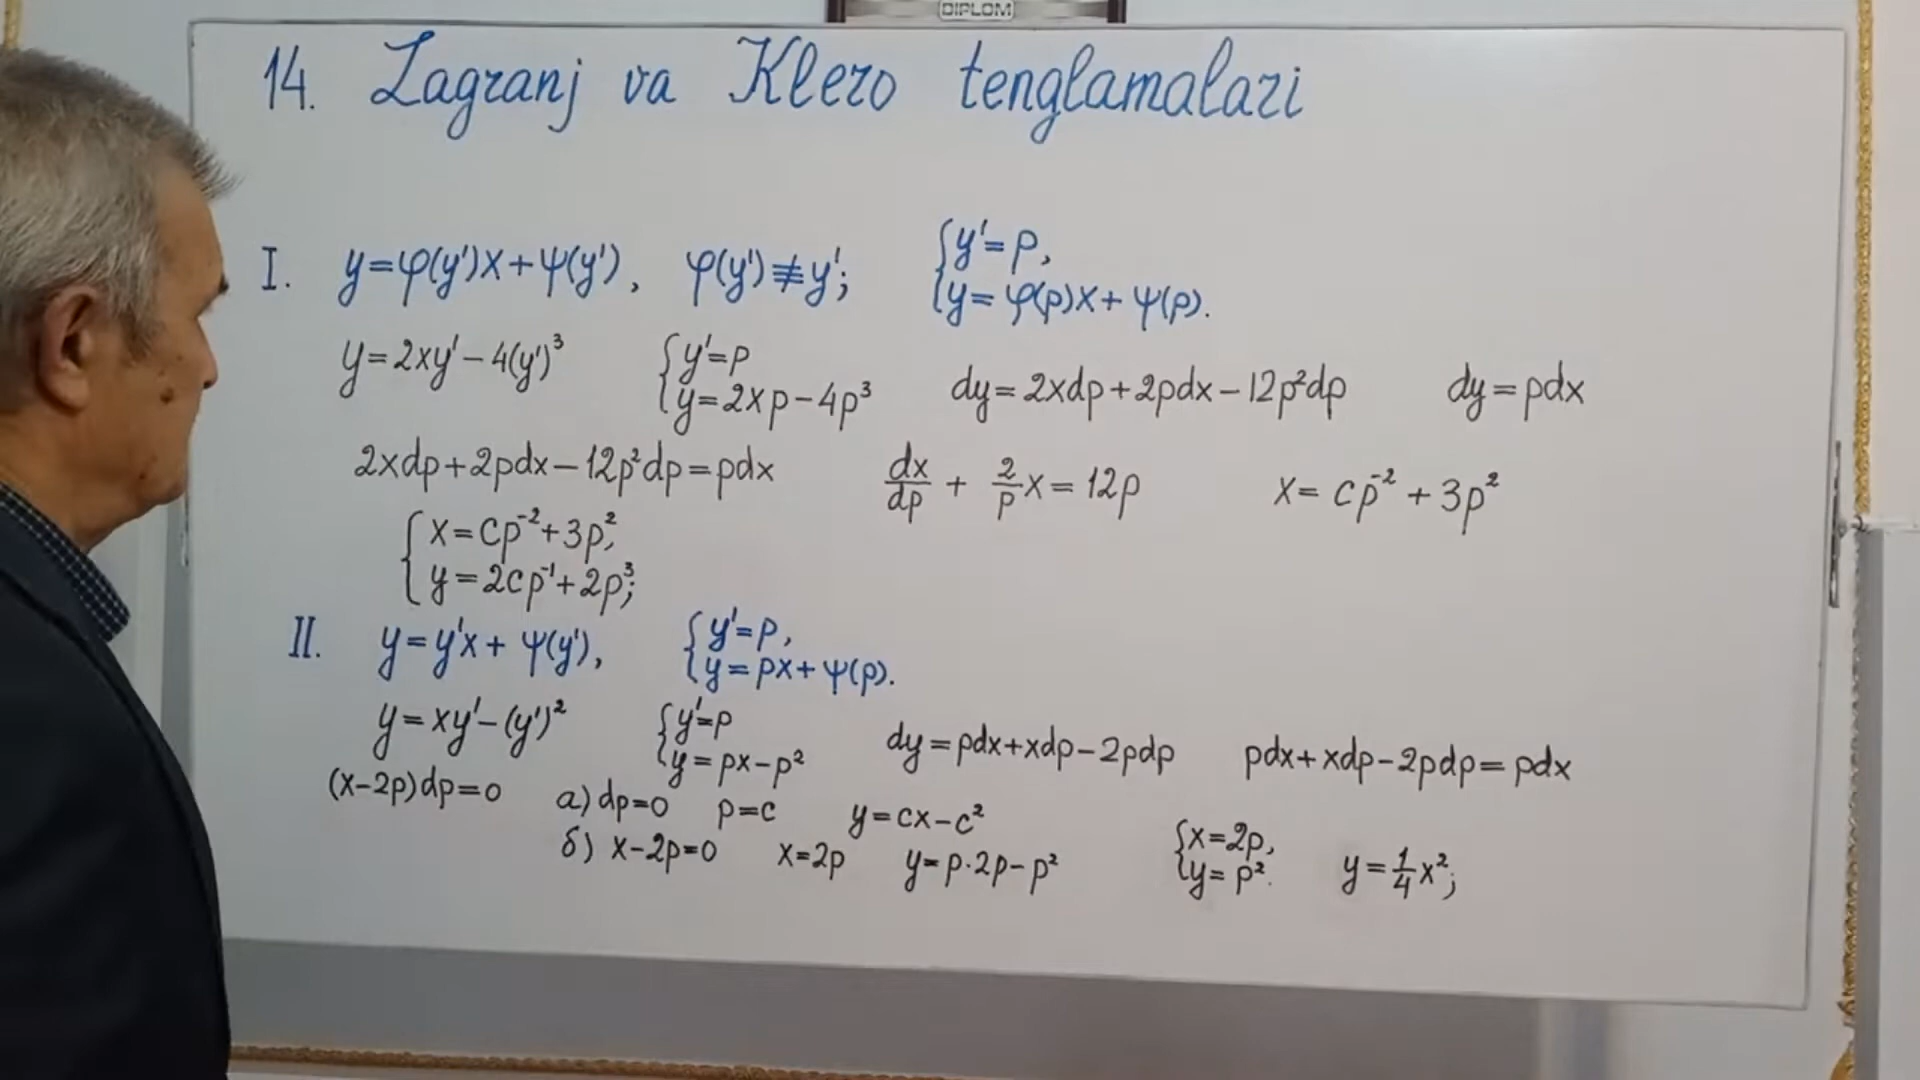 DIPLOM
14. Lagranj va Klero tenglamalari
I. y=φ(y')x+ψ(y'), φ(y')≢y'; {y'=p, y=φ(p)x+ψ(p).
y=2xy'-4(y')³ {y'=p y=2xp-4p³ dy=2xdp+2pdx-12p²dp dy=pdx
2xdp+2pdx-12p²dp=pdx dx/dp + 2/p x=12p x=cp⁻²+3p²
{x=cp⁻²+3p², y=2cp⁻¹+2p³;
II. y=y'x+ψ(y'), {y'=p, y=px+ψ(p).
y=xy'-(y')² {y'=p y=px-p² dy=pdx+xdp-2pdp pdx+xdp-2pdp=pdx
(x-2p)dp=0 a) dp=0 p=c y=cx-c²
б) x-2p=0 x=2p y=p·2p-p² {x=2p, y=p². y=1/4 x²;